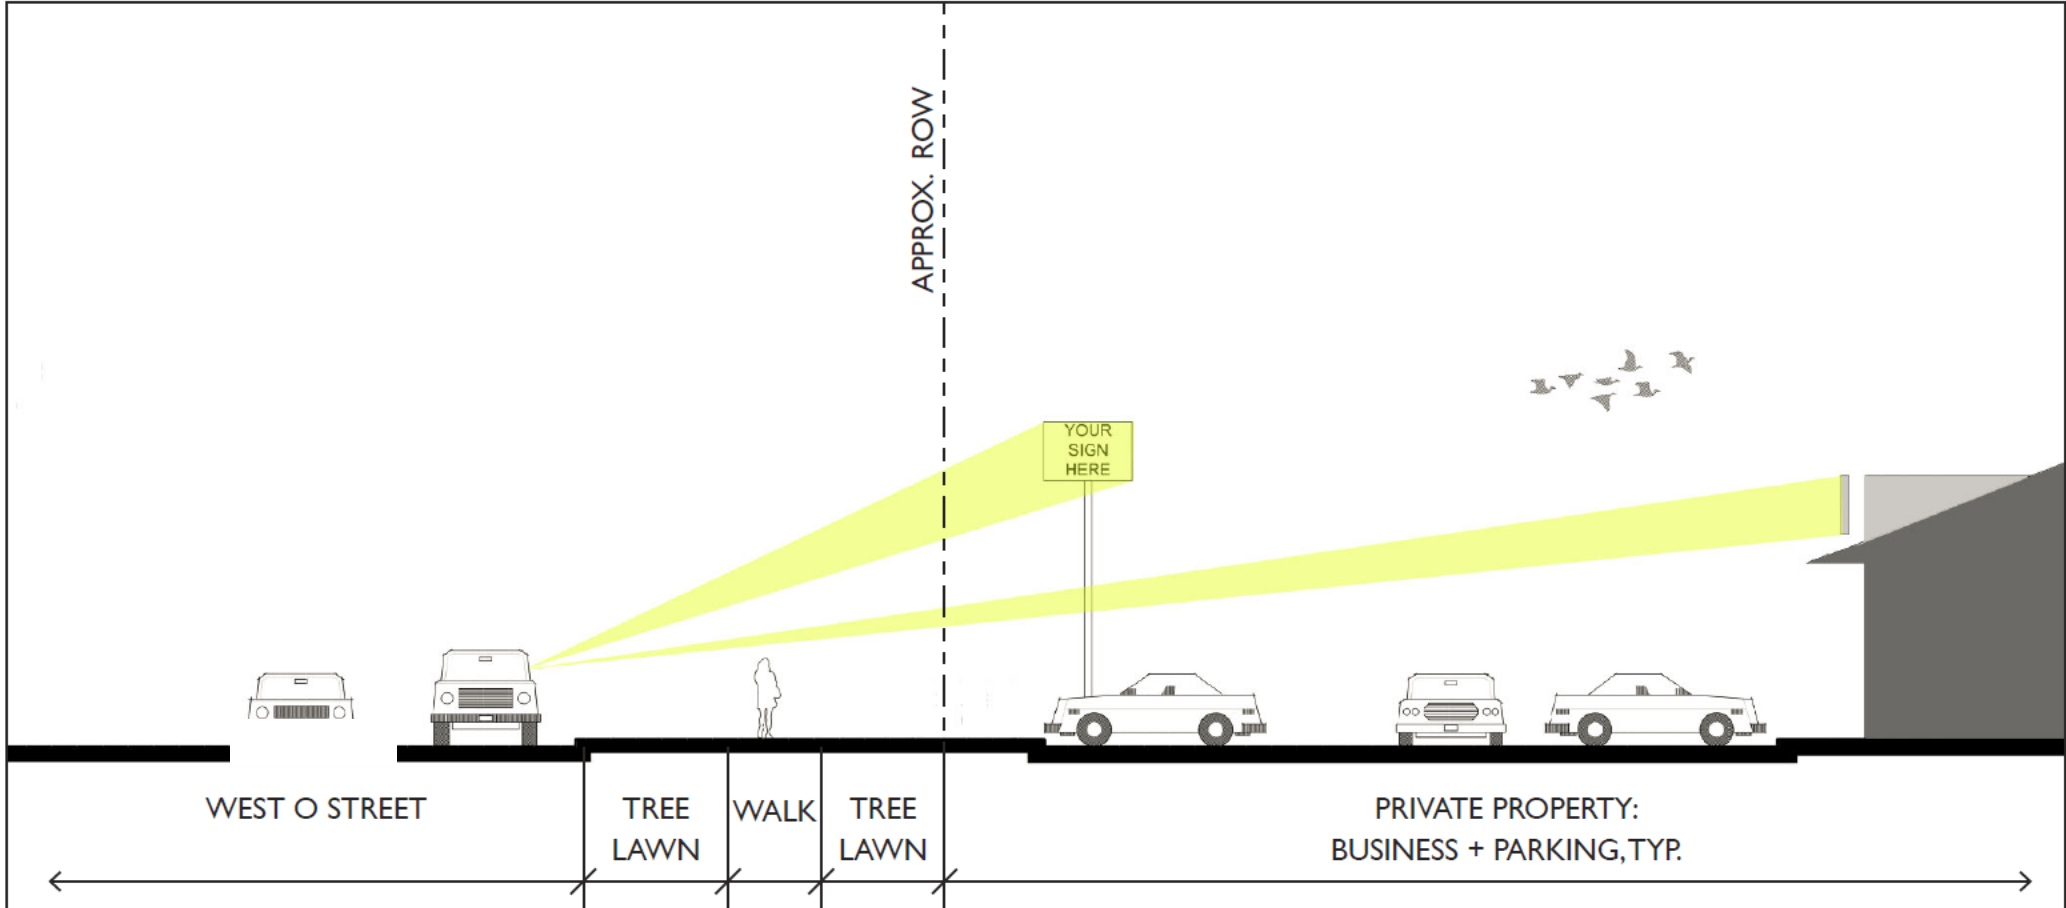 APPROX. ROW
YOUR
SIGN
HERE
WEST O STREET
TREE
LAWN
WALK
TREE
LAWN
PRIVATE PROPERTY:
BUSINESS + PARKING, TYP.